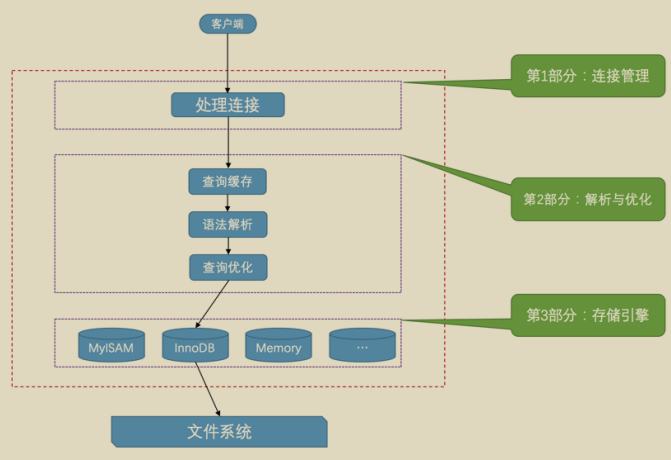 客户端
第1部分：连接管理
处理连接
查询缓存
第2部分：解析与优化
语法解析
查询优化
第3部分：存储引擎
MyISAM
InnoDB
Memory
…
文件系统